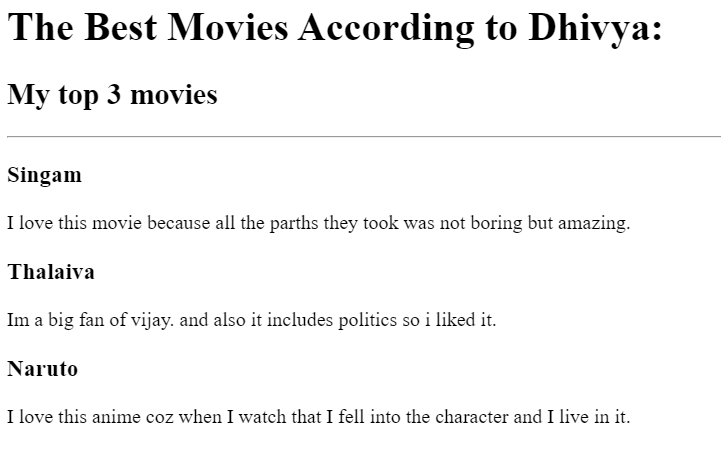 The Best Movies According to Dhivya:
My top 3 movies
Singam
I love this movie because all the parths they took was not boring but amazing.
Thalaiva
Im a big fan of vijay. and also it includes politics so i liked it.
Naruto
I love this anime coz when I watch that I fell into the character and I live in it.